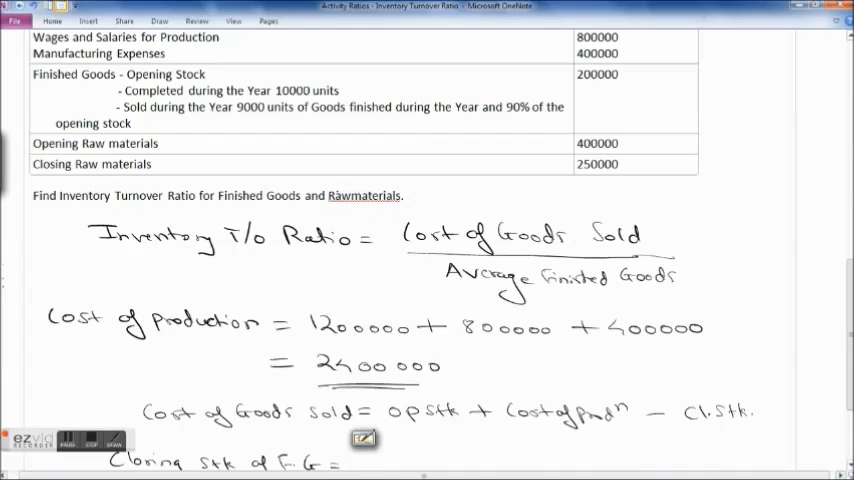 Activity Ratios - Inventory Turnover Ratio - Microsoft OneNote
File Home Insert Share Draw Review View Pages
Wages and Salaries for Production 800000
Manufacturing Expenses 400000
Finished Goods - Opening Stock 200000
- Completed during the Year 10000 units
- Sold during the Year 9000 units of Goods finished during the Year and 90% of the
opening stock
Opening Raw materials 400000
Closing Raw materials 250000
Find Inventory Turnover Ratio for Finished Goods and Rawmaterials.
Inventory T/o Ratio = Cost of Goods Sold
Average Finished Goods
Cost of production = 1200000 + 800000 + 400000
= 2400000
Cost of Goods Sold = op stk + Cost of prodn - Cl. Stk.
ezvid
RECORDER
PAUSE STOP DRAW
Closing stk of F.G =